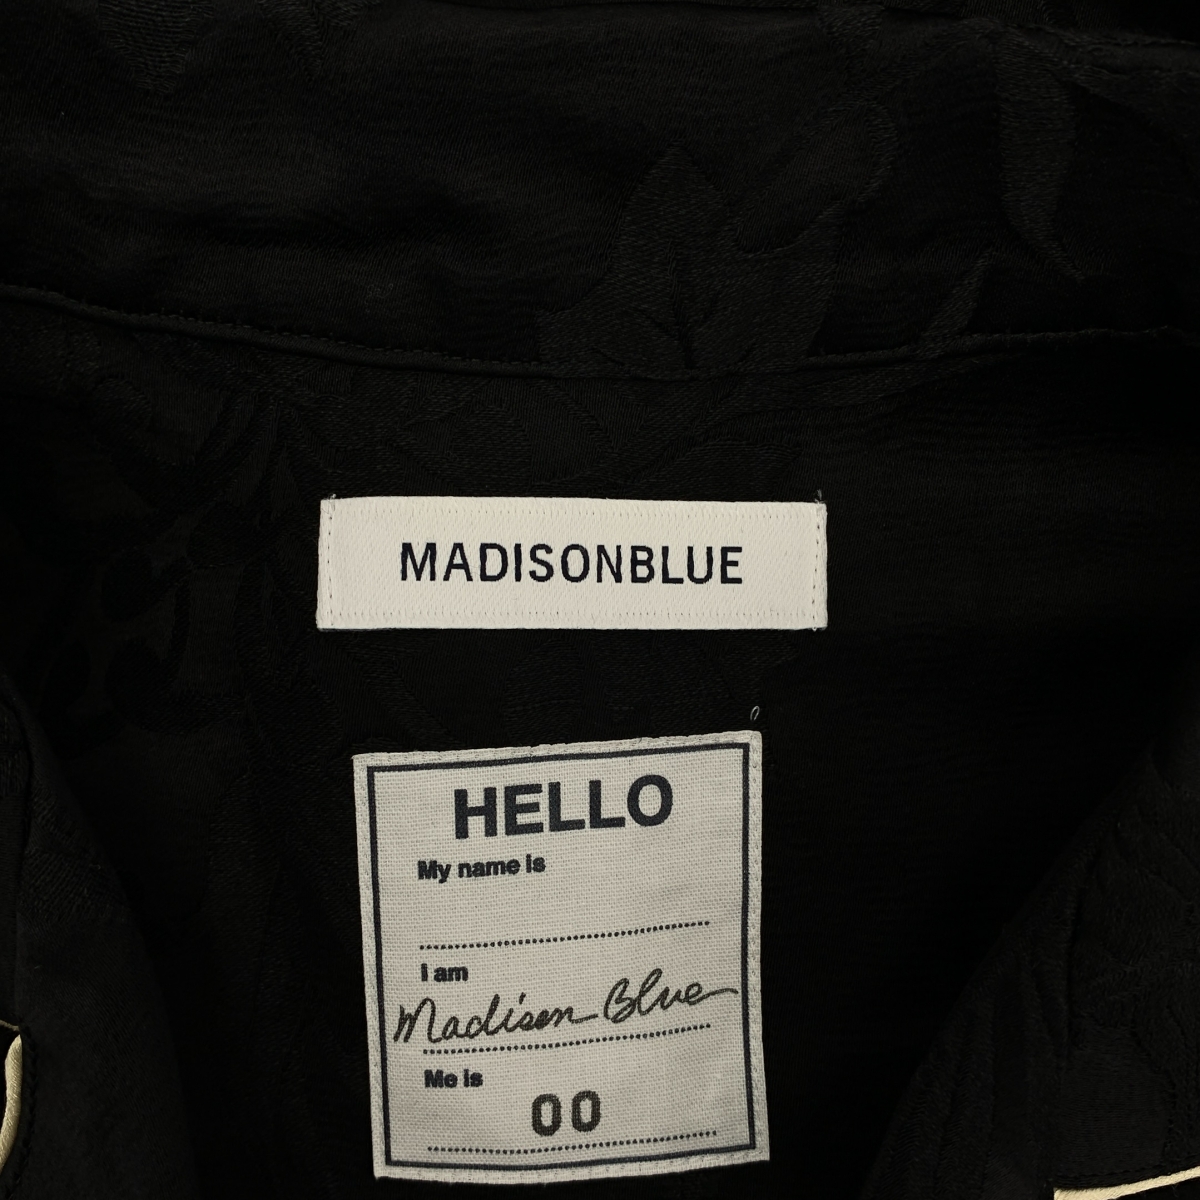 MADISONBLUE
HELLO
My name is
I am
Madison Blue
Me is
00